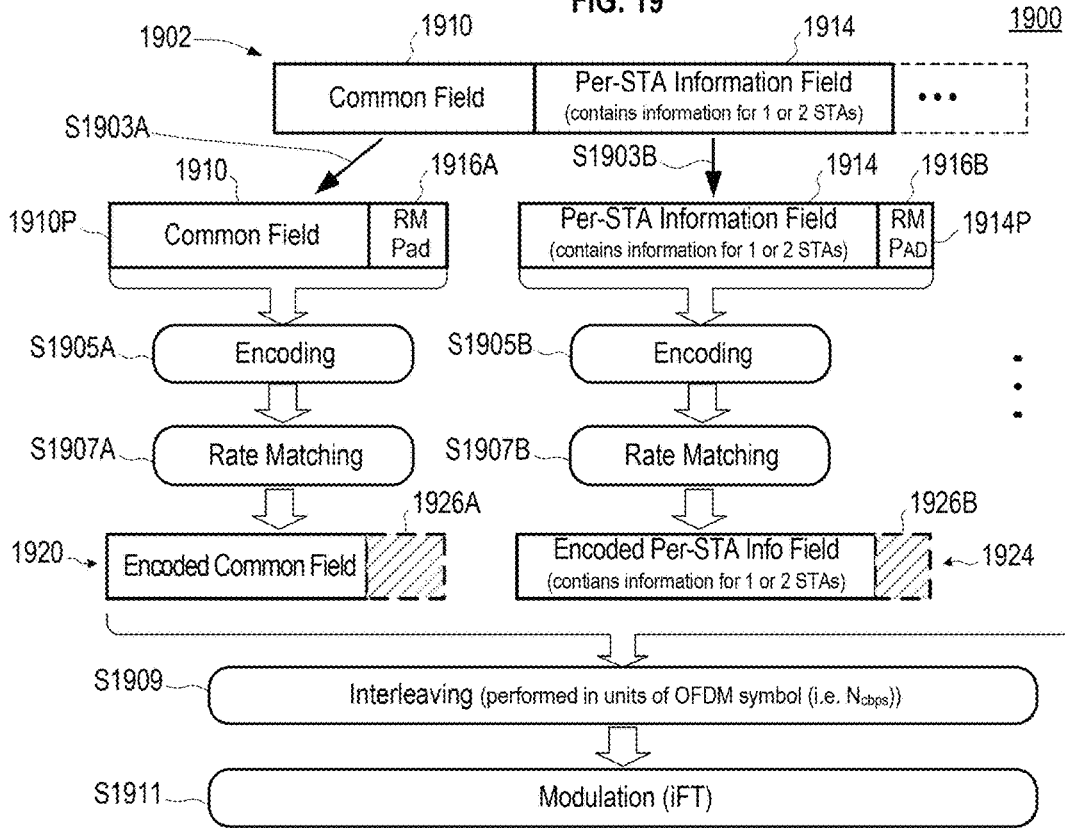 FIG. 19
1900
1902
1910
1914
Common Field
Per-STA Information Field
(contains information for 1 or 2 STAs)
S1903A
S1903B
1910
1916A
1914
1916B
1910P
Common Field
RM
Pad
Per-STA Information Field
(contains information for 1 or 2 STAs)
RM
PAD
1914P
S1905A
Encoding
S1905B
Encoding
S1907A
Rate Matching
S1907B
Rate Matching
1926A
1926B
1920
Encoded Common Field
Encoded Per-STA Info Field
(contians information for 1 or 2 STAs)
1924
S1909
Interleaving (performed in units of OFDM symbol (i.e. Ncbps))
S1911
Modulation (iFT)